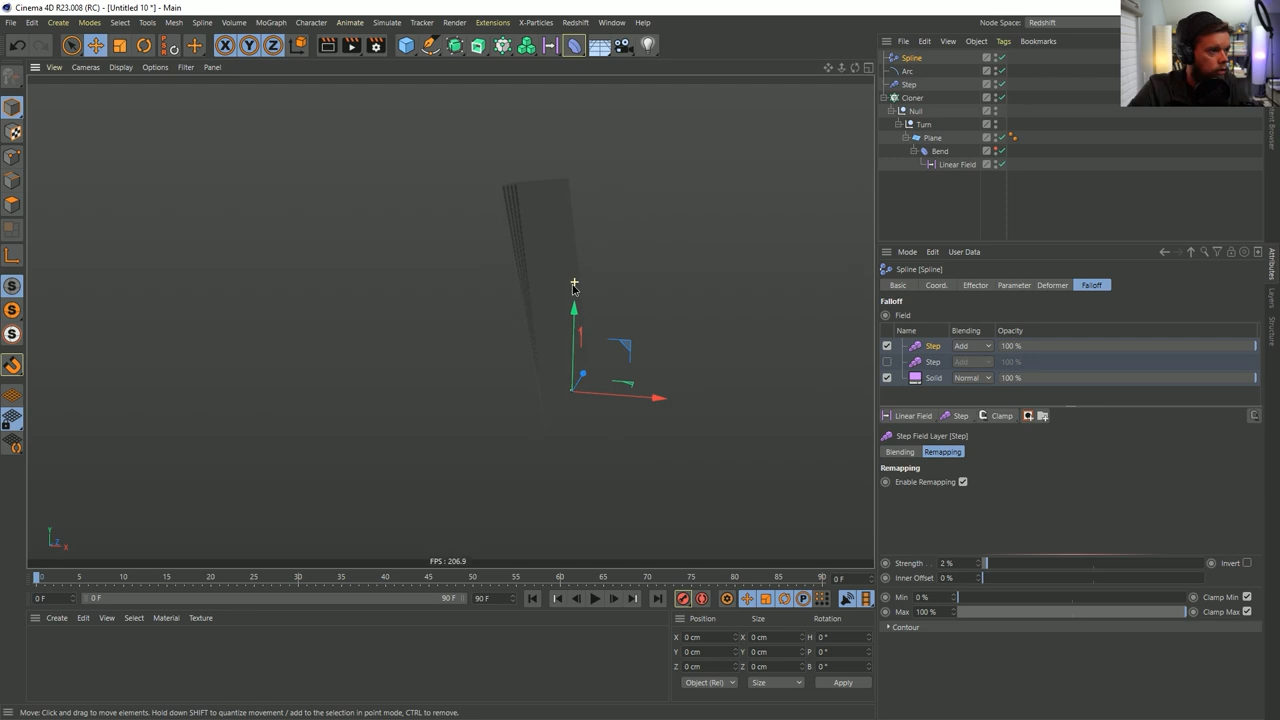 Cinema 4D R23.008 (RC) - [Untitled 10 *] - Main
Node Space: Redshift
File Edit Create Modes Select Tools Mesh Spline Volume MoGraph Character Animate Simulate Tracker Render Extensions X-Particles Redshift Window Help
File Edit View Object Tags Bookmarks
View Cameras Display Options Filter Panel
Spline
Arc
Step
Cloner
Null
Turn
Plane
Bend
Linear Field
Attributes
Layers
Structure
Mode Edit User Data
Spline [Spline]
Basic Coord. Effector Parameter Deformer Falloff
Falloff
Field
Name Blending Opacity
Step Add 100 %
Step Add 100 %
Solid Normal 100 %
Linear Field Step Clamp
Step Field Layer [Step]
Blending Remapping
Remapping
Enable Remapping
Strength . . 2 % Invert
Inner Offset 0 %
Min 0 % Clamp Min
Max 100 % Clamp Max
Contour
Y
Z X
FPS : 206.9
0 5 10 15 20 25 30 35 40 45 50 55 60 65 70 75 80 85 90 0 F
0 F 0 F 90 F 90 F
Create Edit View Select Material Texture
Position Size Rotation
X 0 cm X 0 cm H 0 °
Y 0 cm Y 0 cm P 0 °
Z 0 cm Z 0 cm B 0 °
Object (Rel) Size Apply
Move: Click and drag to move elements. Hold down SHIFT to quantize movement / add to the selection in point mode, CTRL to remove.